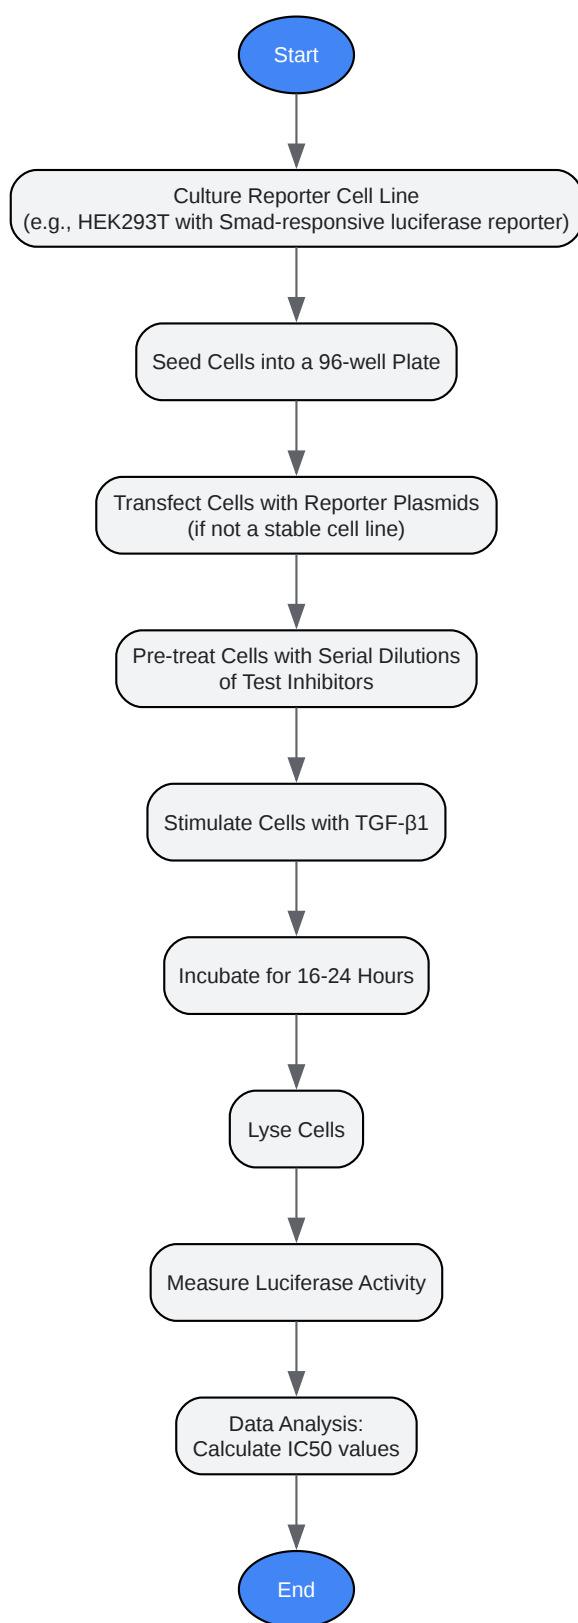 Start
Culture Reporter Cell Line
(e.g., HEK293T with Smad-responsive luciferase reporter)
Seed Cells into a 96-well Plate
Transfect Cells with Reporter Plasmids
(if not a stable cell line)
Pre-treat Cells with Serial Dilutions
of Test Inhibitors
Stimulate Cells with TGF-β1
Incubate for 16-24 Hours
Lyse Cells
Measure Luciferase Activity
Data Analysis:
Calculate IC50 values
End